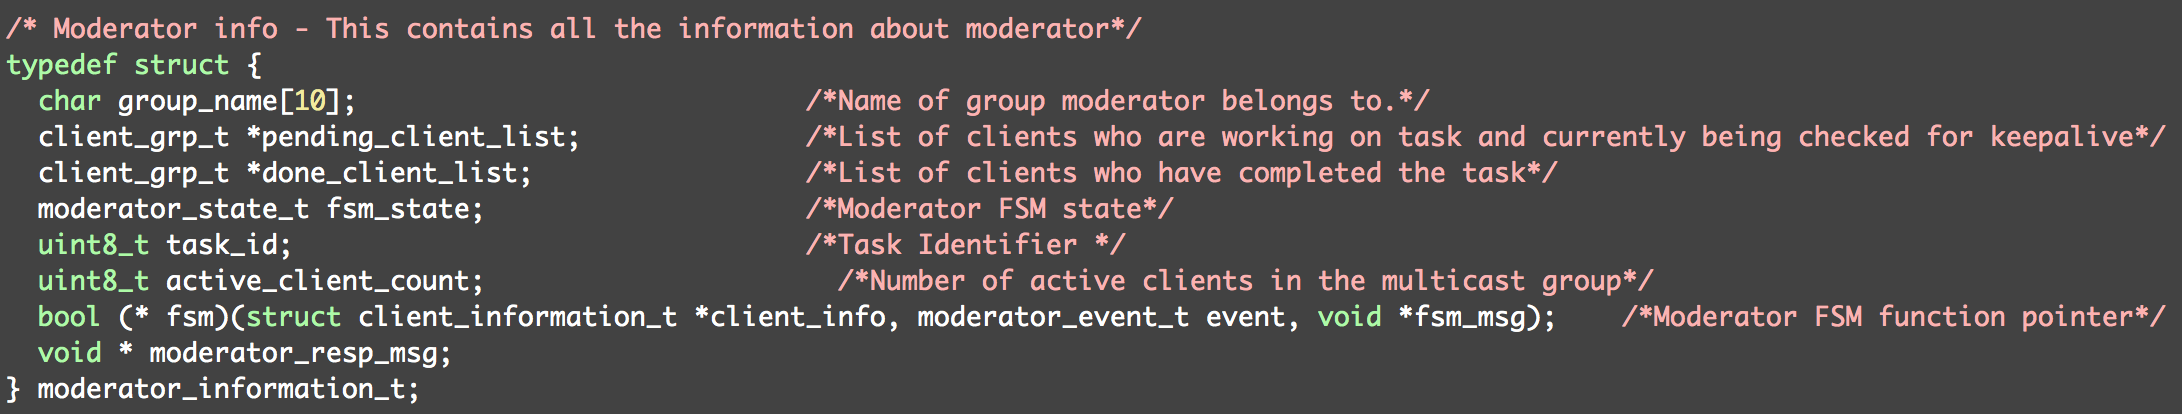 /* Moderator info - This contains all the information about moderator*/
typedef struct {
  char group_name[10];                            /*Name of group moderator belongs to.*/
  client_grp_t *pending_client_list;              /*List of clients who are working on task and currently being checked for keepalive*/
  client_grp_t *done_client_list;                 /*List of clients who have completed the task*/
  moderator_state_t fsm_state;                    /*Moderator FSM state*/
  uint8_t task_id;                                /*Task Identifier */
  uint8_t active_client_count;                      /*Number of active clients in the multicast group*/
  bool (* fsm)(struct client_information_t *client_info, moderator_event_t event, void *fsm_msg);    /*Moderator FSM function pointer*/
  void * moderator_resp_msg;
} moderator_information_t;